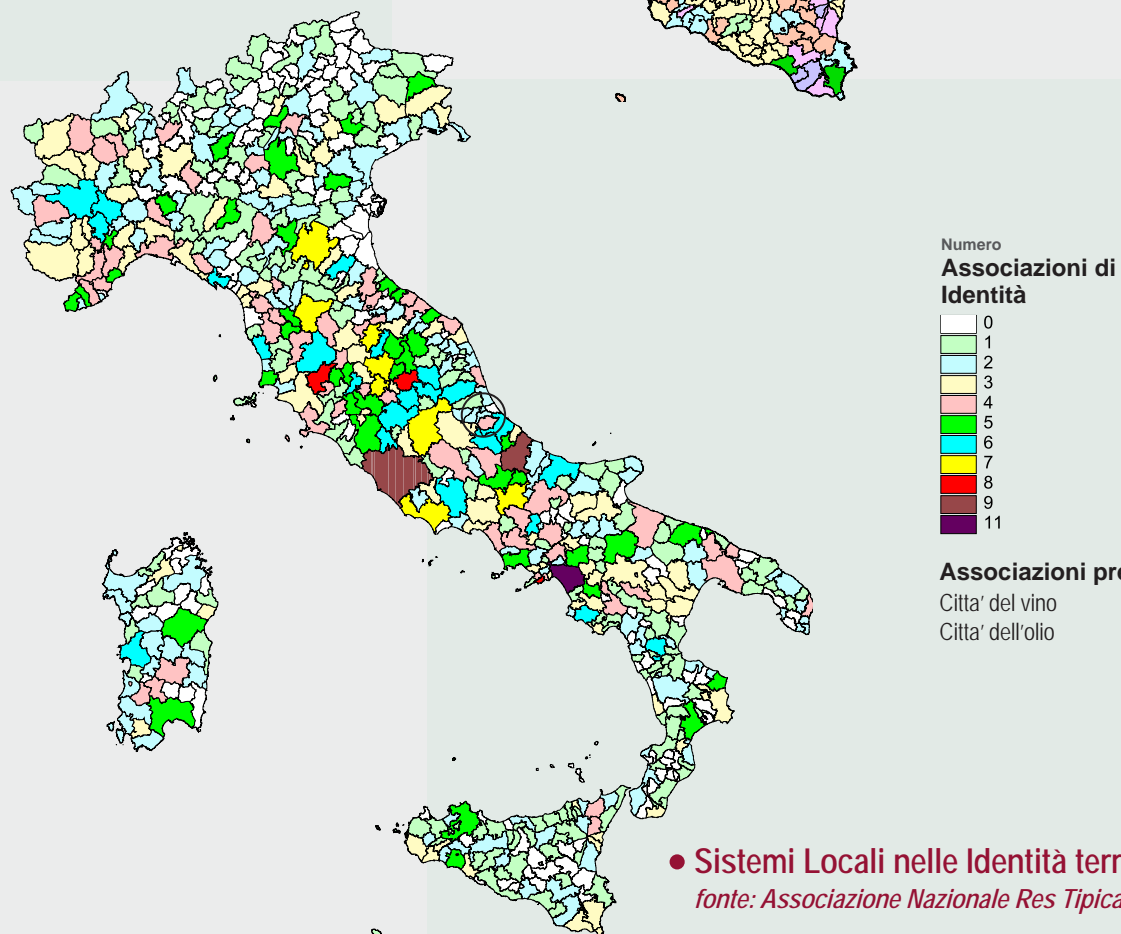 Numero
Associazioni di
Identità
0
1
2
3
4
5
6
7
8
9
11
Associazioni pre
Citta' del vino
Citta' dell'olio
• Sistemi Locali nelle Identità terr
fonte: Associazione Nazionale Res Tipica